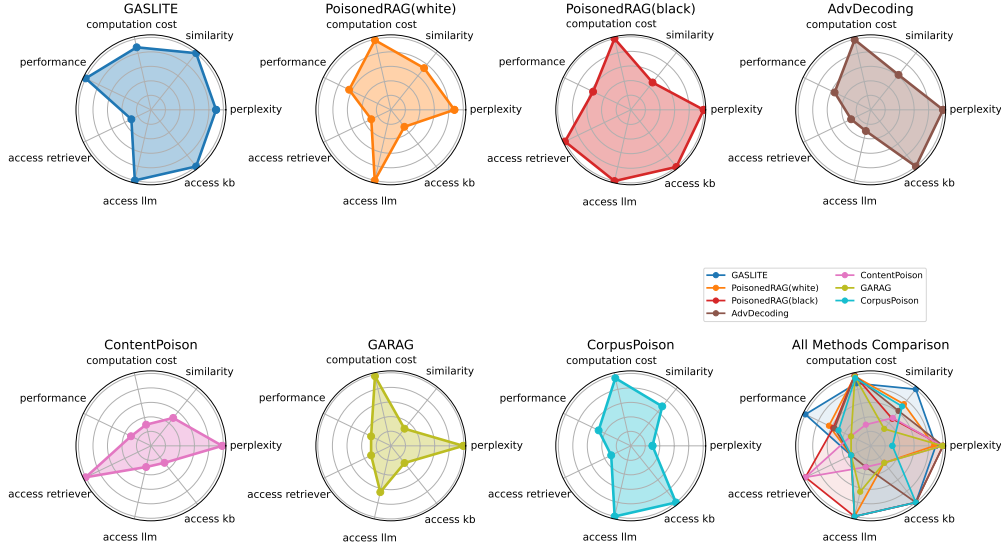 GASLITE
computation cost
similarity
performance
perplexity
access retriever
access kb
access llm
PoisonedRAG(white)
computation cost
similarity
performance
perplexity
access retriever
access kb
access llm
PoisonedRAG(black)
computation cost
similarity
performance
perplexity
access retriever
access kb
access llm
AdvDecoding
computation cost
similarity
performance
perplexity
access retriever
access kb
access llm
GASLITE
PoisonedRAG(white)
PoisonedRAG(black)
AdvDecoding
ContentPoison
GARAG
CorpusPoison
ContentPoison
computation cost
similarity
performance
perplexity
access retriever
access kb
access llm
GARAG
computation cost
similarity
performance
perplexity
access retriever
access kb
access llm
CorpusPoison
computation cost
similarity
performance
perplexity
access retriever
access kb
access llm
All Methods Comparison
computation cost
similarity
performance
perplexity
access retriever
access kb
access llm